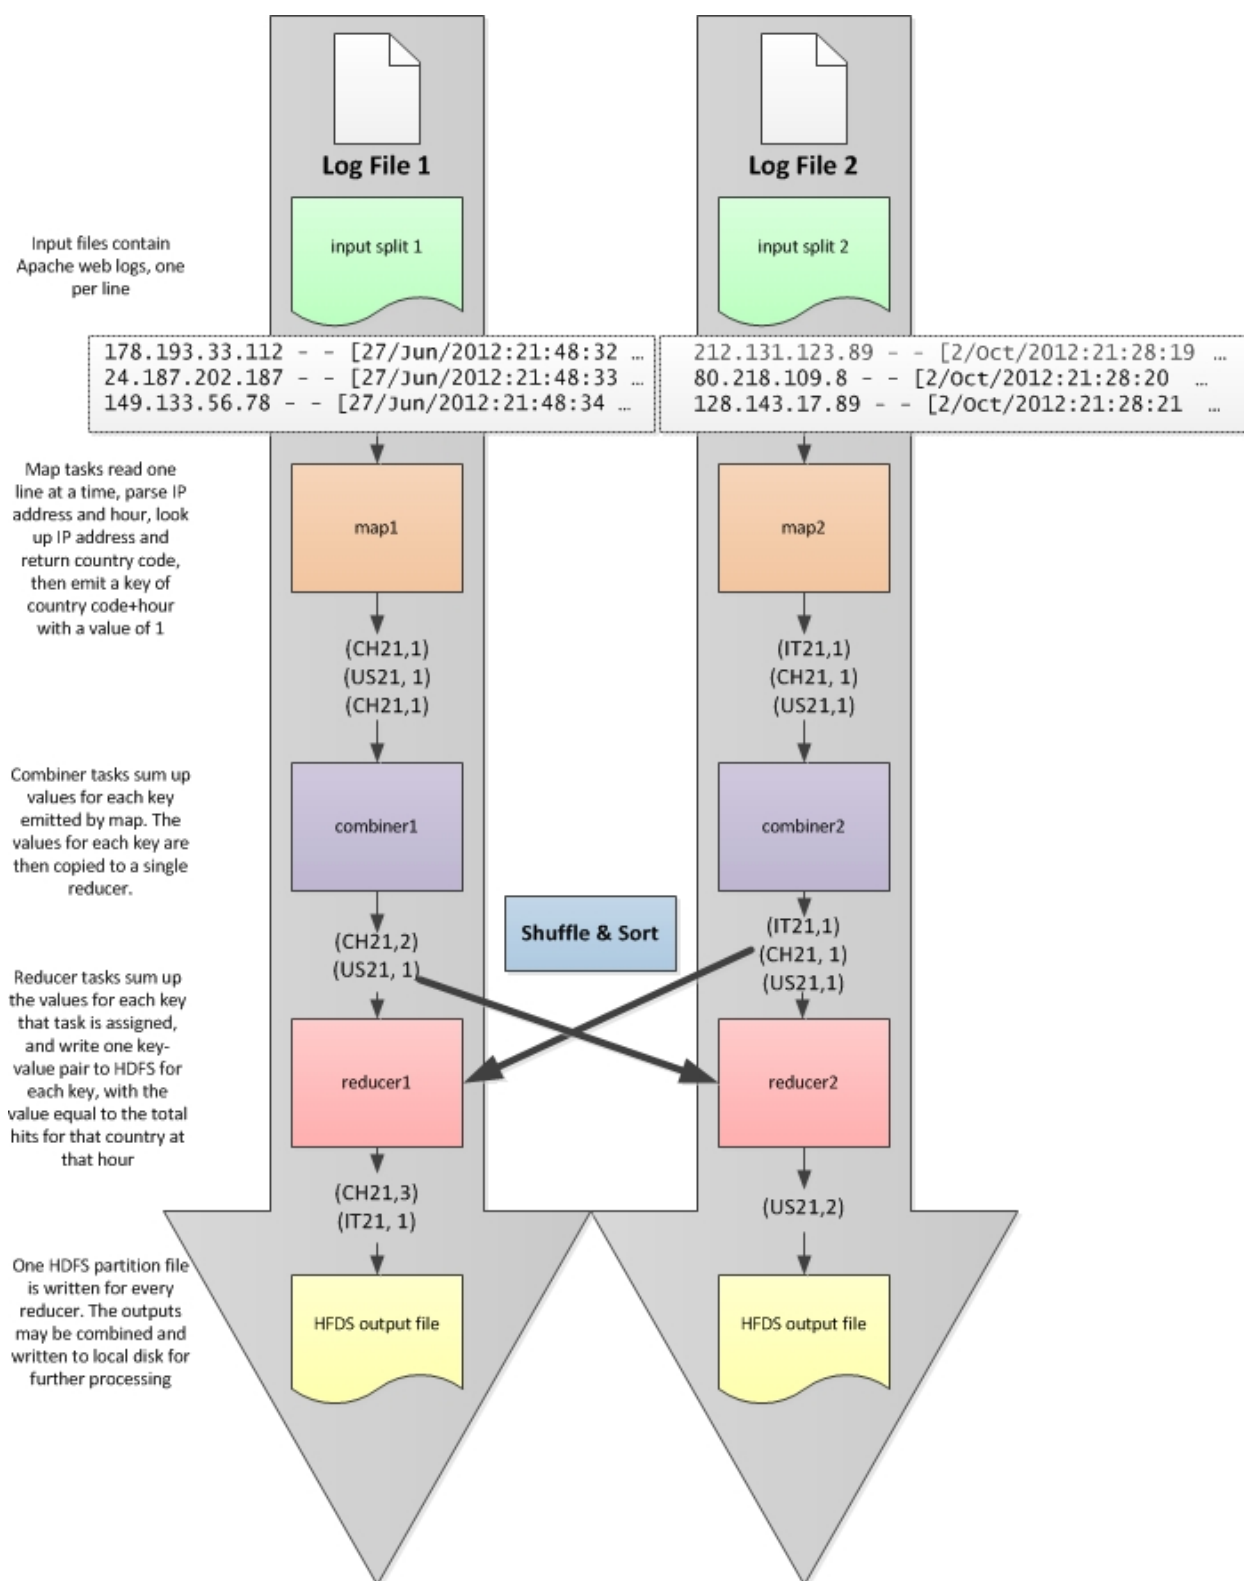 Log File 1
Log File 2
input split 1
input split 2
Input files contain
Apache web logs, one
per line
178.193.33.112 - - [27/Jun/2012:21:48:32 ...
24.187.202.187 - - [27/Jun/2012:21:48:33 ...
149.133.56.78 - - [27/Jun/2012:21:48:34 ...
212.131.123.89 - - [2/Oct/2012:21:28:19 ...
80.218.109.8 - - [2/Oct/2012:21:28:20 ...
128.143.17.89 - - [2/Oct/2012:21:28:21 ...
Map tasks read one
line at a time, parse IP
address and hour, look
up IP address and
return country code,
then emit a key of
country code+hour
with a value of 1
map1
map2
(CH21,1)
(US21, 1)
(CH21,1)
(IT21,1)
(CH21, 1)
(US21,1)
Combiner tasks sum up
values for each key
emitted by map. The
values for each key are
then copied to a single
reducer.
combiner1
combiner2
Shuffle & Sort
(CH21,2)
(US21, 1)
(IT21,1)
(CH21, 1)
(US21,1)
Reducer tasks sum up
the values for each key
that task is assigned,
and write one key-
value pair to HDFS for
each key, with the
value equal to the total
hits for that country at
that hour
reducer1
reducer2
(CH21,3)
(IT21, 1)
(US21,2)
One HDFS partition file
is written for every
reducer. The outputs
may be combined and
written to local disk for
further processing
HFDS output file
HFDS output file